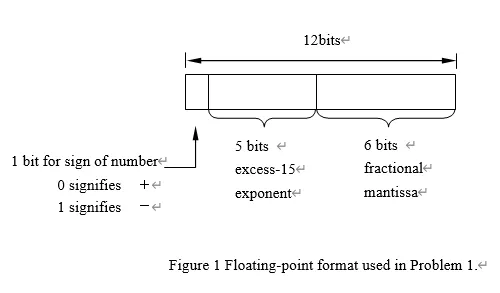 12bits
1 bit for sign of number
0 signifies +
1 signifies −
5 bits
excess-15
exponent
6 bits
fractional
mantissa
Figure 1 Floating-point format used in Problem 1.